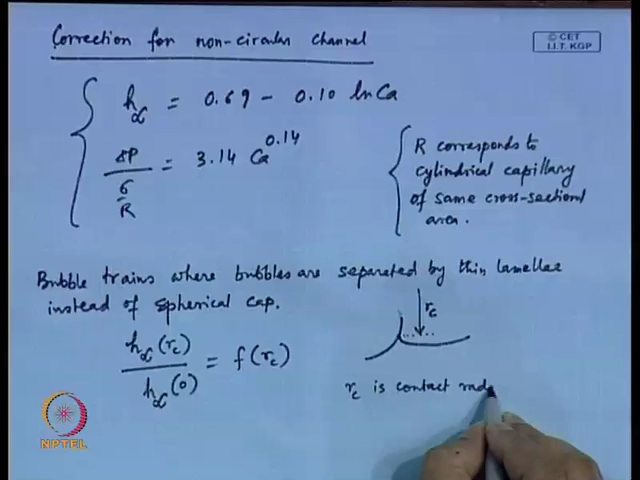 Correction for non-circular channel
© CET
I.I.T. KGP
h∝ = 0.69 - 0.10 ln Ca
ΔP / (σ/R) = 3.14 Ca^0.14
R corresponds to
cylindrical capillary
of same cross-sectional
area.
Bubble trains where bubbles are separated by thin lamellae
instead of spherical cap.
h∝(rc) / h∝(0) = f(rc)
rc
rc is contact rad
NPTEL